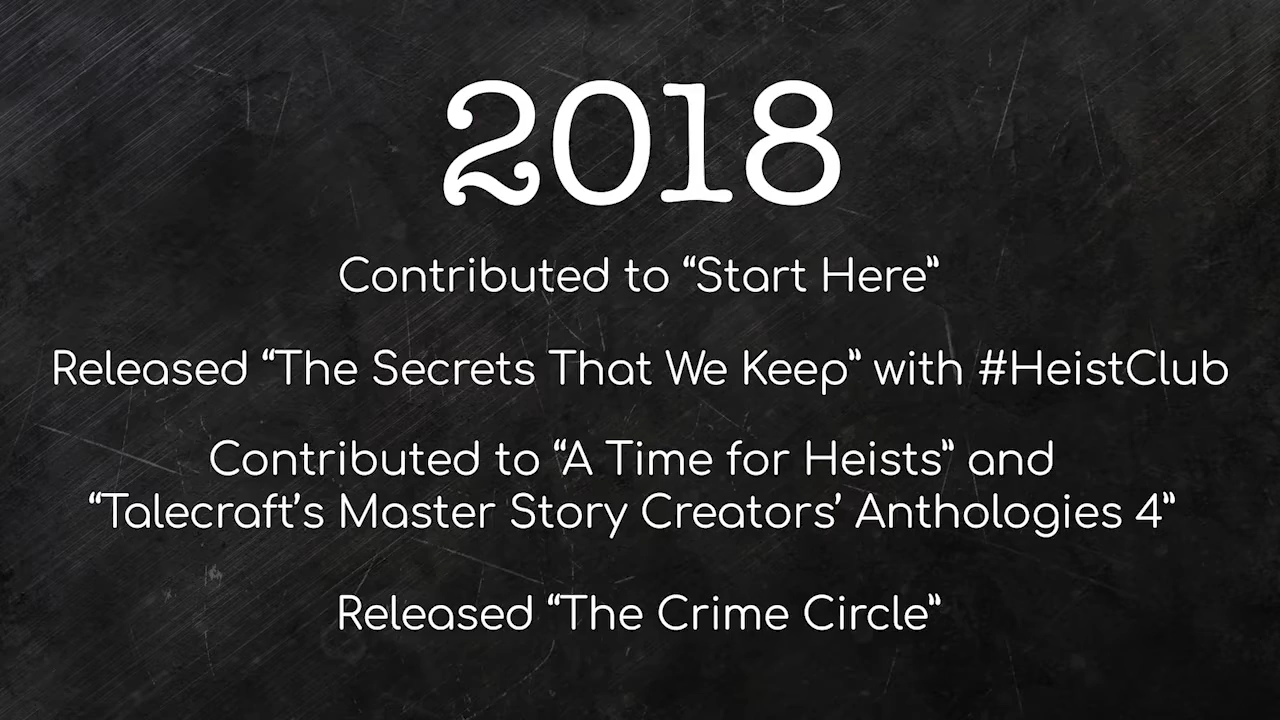 2018
Contributed to “Start Here”
Released “The Secrets That We Keep” with #HeistClub
Contributed to “A Time for Heists” and
“Talecraft’s Master Story Creators’ Anthologies 4”
Released “The Crime Circle”